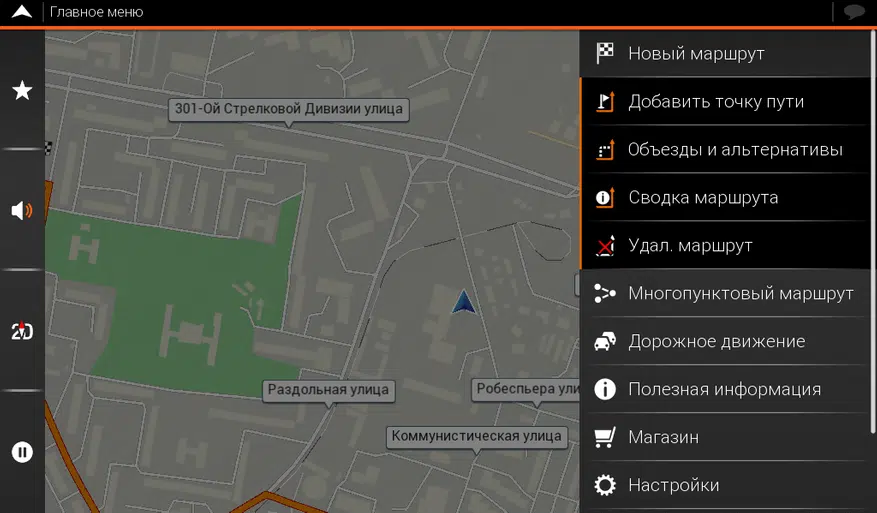 Главное меню
Новый маршрут
301-Ой Стрелковой Дивизии улица
Добавить точку пути
Объезды и альтернативы
Сводка маршрута
Удал. маршрут
Многопунктовый маршрут
2D
Дорожное движение
Раздольная улица
Робеспьера ули
Полезная информация
Коммунистическая улица
Магазин
Настройки